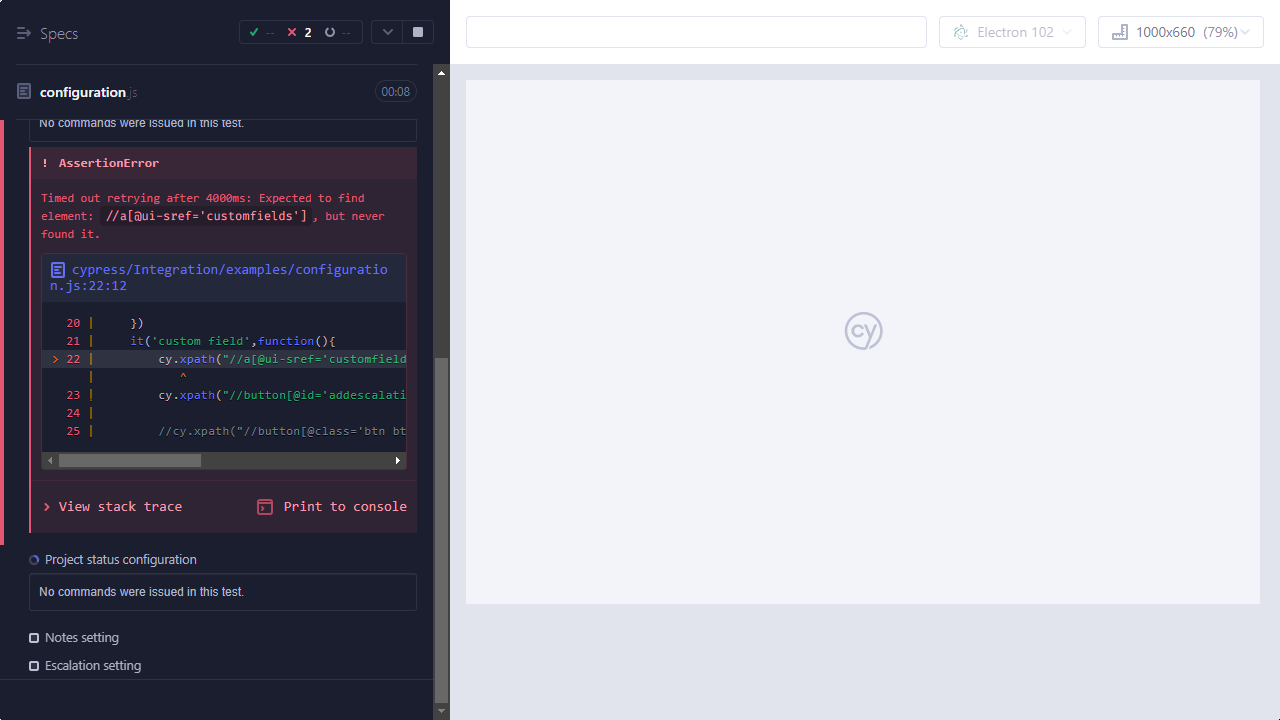 Specs
-- 2 --
configuration.js
00:08
No commands were issued in this test.
! AssertionError
Timed out retrying after 4000ms: Expected to find
element: //a[@ui-sref='customfields'], but never
found it.
cypress/Integration/examples/configuratio
n.js:22:12
20 | })
21 | it('custom field',function(){
> 22 | cy.xpath("//a[@ui-sref='customfield
| ^
23 | cy.xpath("//button[@id='addescalati
24 |
25 | //cy.xpath("//button[@class='btn bt
View stack trace
Print to console
Project status configuration
No commands were issued in this test.
Notes setting
Escalation setting
Electron 102
1000x660 (79%)
cy